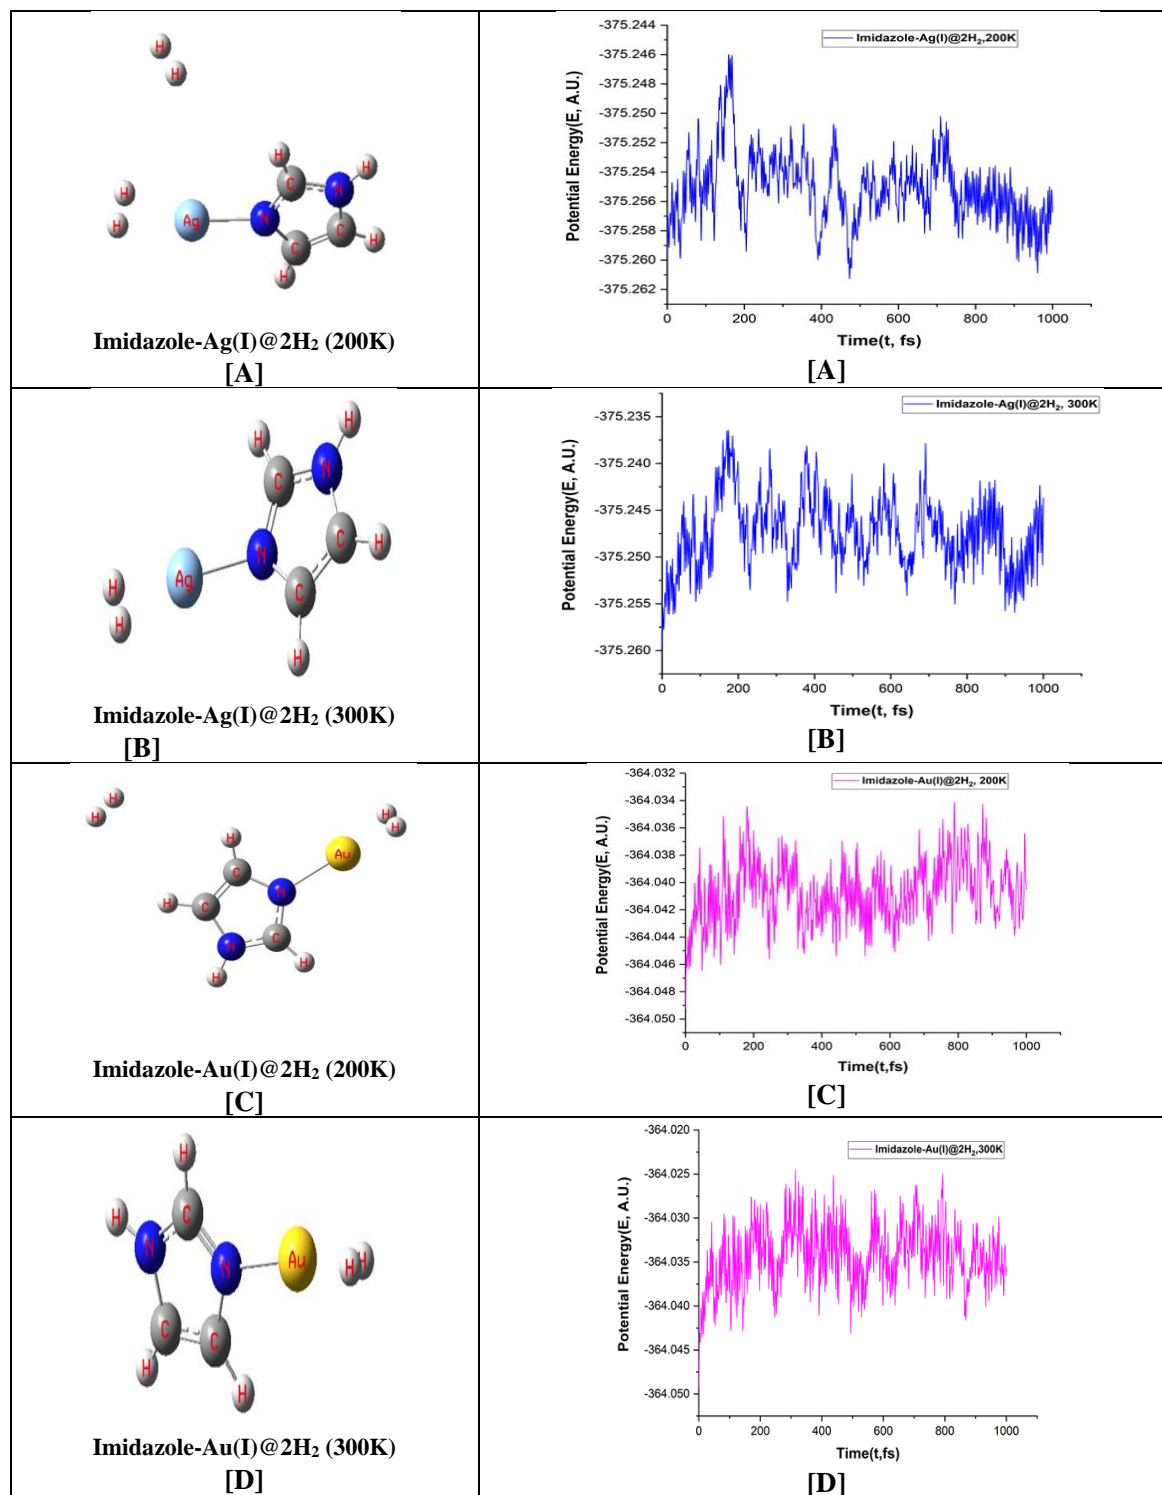 H
H
H
H
Ag
N
C
H
N
H
C
H
C
H
Imidazole-Ag(I)@2H₂ (200K)
[A]
Imidazole-Ag(I)@2H₂,200K
-375.244
-375.246
-375.250
-375.252
-375.254
-375.256
-375.258
-375.260
-375.262
Potential Energy(E, A.U.)
0 200 400 600 800 1000
Time(t, fs)
[A]
H
H
N
C
N
C
H
Ag
C
H
H
H
Imidazole-Ag(I)@2H₂ (300K)
[B]
Imidazole-Ag(I)@2H₂, 300K
-375.235
-375.240
-375.245
-375.250
-375.255
-375.260
Potential Energy(E, A.U.)
0 200 400 600 800 1000
Time(t, fs)
[B]
H
H
H
H
H
Au
C
N
H
C
N
C
H
H
Imidazole-Au(I)@2H₂ (200K)
[C]
Imidazole-Au(I)@2H₂, 200K
-364.032
-364.034
-364.036
-364.038
-364.040
-364.042
-364.044
-364.046
-364.048
-364.050
Potential Energy(E, A.U.)
0 200 400 600 800 1000
Time(t,fs)
[C]
H
H
C
N
N
Au
H
H
C
C
H
H
Imidazole-Au(I)@2H₂ (300K)
[D]
Imidazole-Au(I)@2H₂,300K
-364.020
-364.025
-364.030
-364.035
-364.040
-364.045
-364.050
Potential Energy(E, A.U.)
0 200 400 600 800 1000
Time(t,fs)
[D]